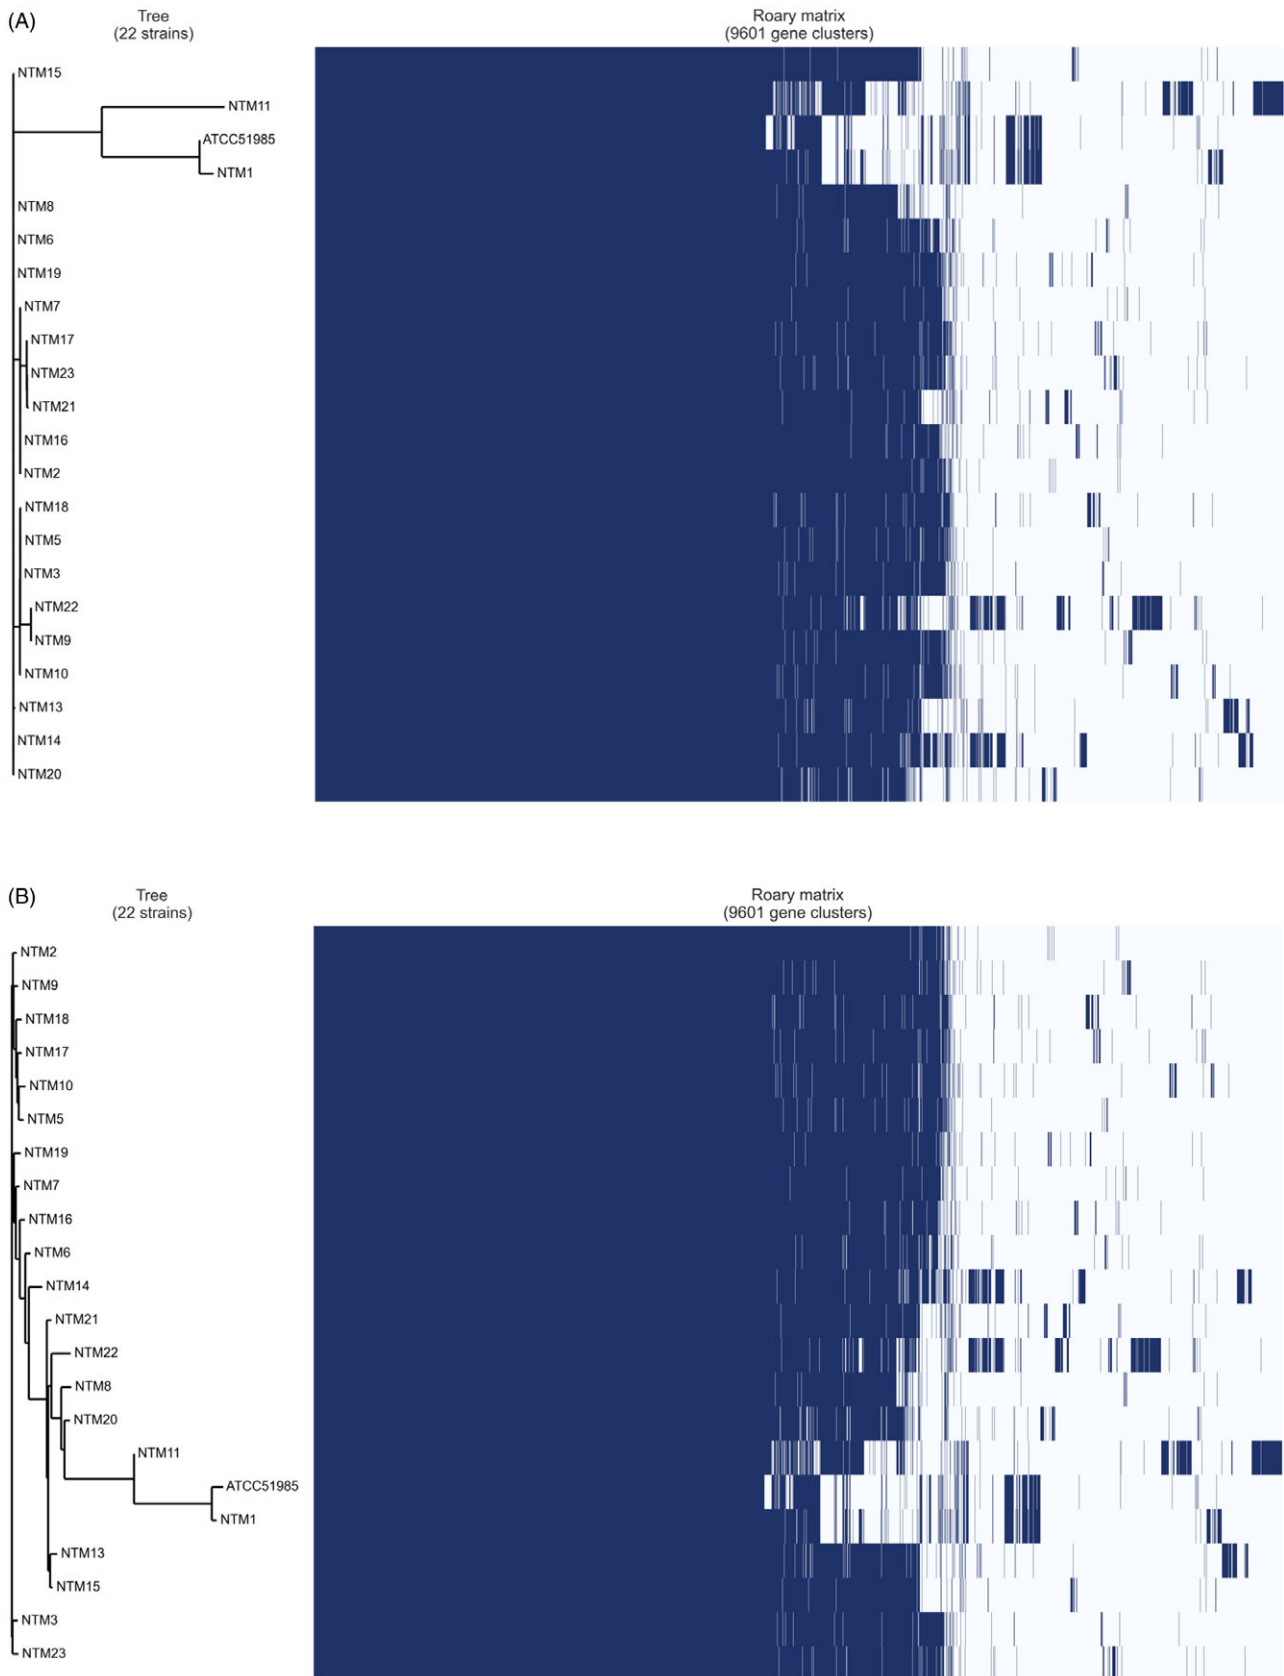 (A)
Tree
(22 strains)
Roary matrix
(9601 gene clusters)
NTM15
NTM11
ATCC51985
NTM1
NTM8
NTM6
NTM19
NTM7
NTM17
NTM23
NTM21
NTM16
NTM2
NTM18
NTM5
NTM3
NTM22
NTM9
NTM10
NTM13
NTM14
NTM20
(B)
Tree
(22 strains)
Roary matrix
(9601 gene clusters)
NTM2
NTM9
NTM18
NTM17
NTM10
NTM5
NTM19
NTM7
NTM16
NTM6
NTM14
NTM21
NTM22
NTM8
NTM20
NTM11
ATCC51985
NTM1
NTM13
NTM15
NTM3
NTM23